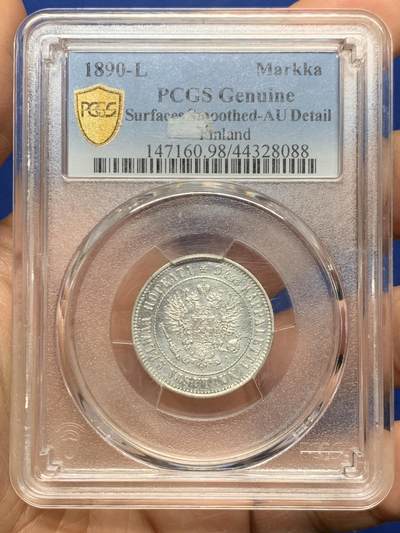 1890-L Markka
PCGS Genuine
Surfaces Smoothed-AU Detail
Finland
147160.98/44328088
PCGS